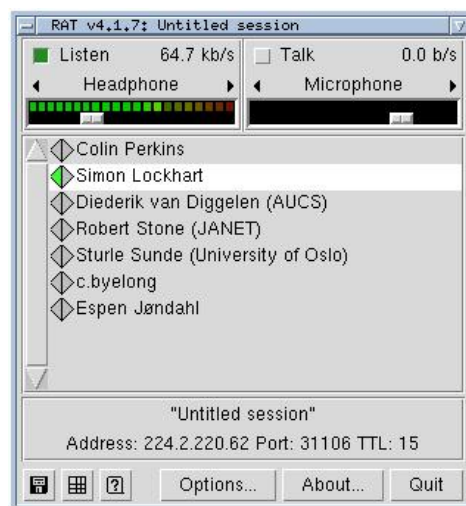 RAT v4.1.7: Untitled session
Listen 64.7 kb/s Talk 0.0 b/s
Headphone Microphone
Colin Perkins
Simon Lockhart
Diederik van Diggelen (AUCS)
Robert Stone (JANET)
Sturle Sunde (University of Oslo)
c.byelong
Espen Jøndahl
"Untitled session"
Address: 224.2.220.62 Port: 31106 TTL: 15
? Options... About... Quit